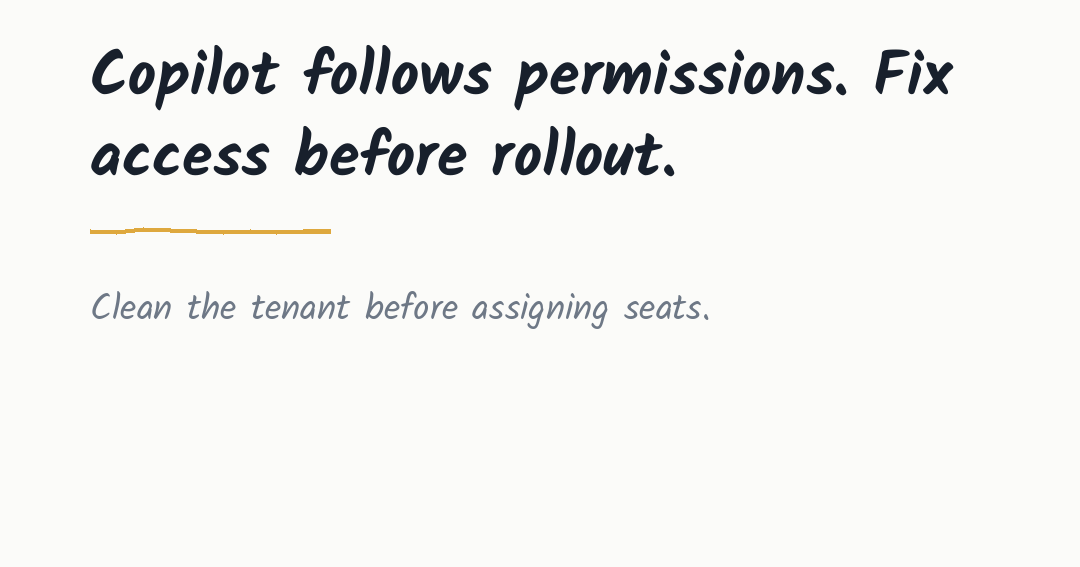 Copilot follows permissions. Fix
access before rollout.
Clean the tenant before assigning seats.